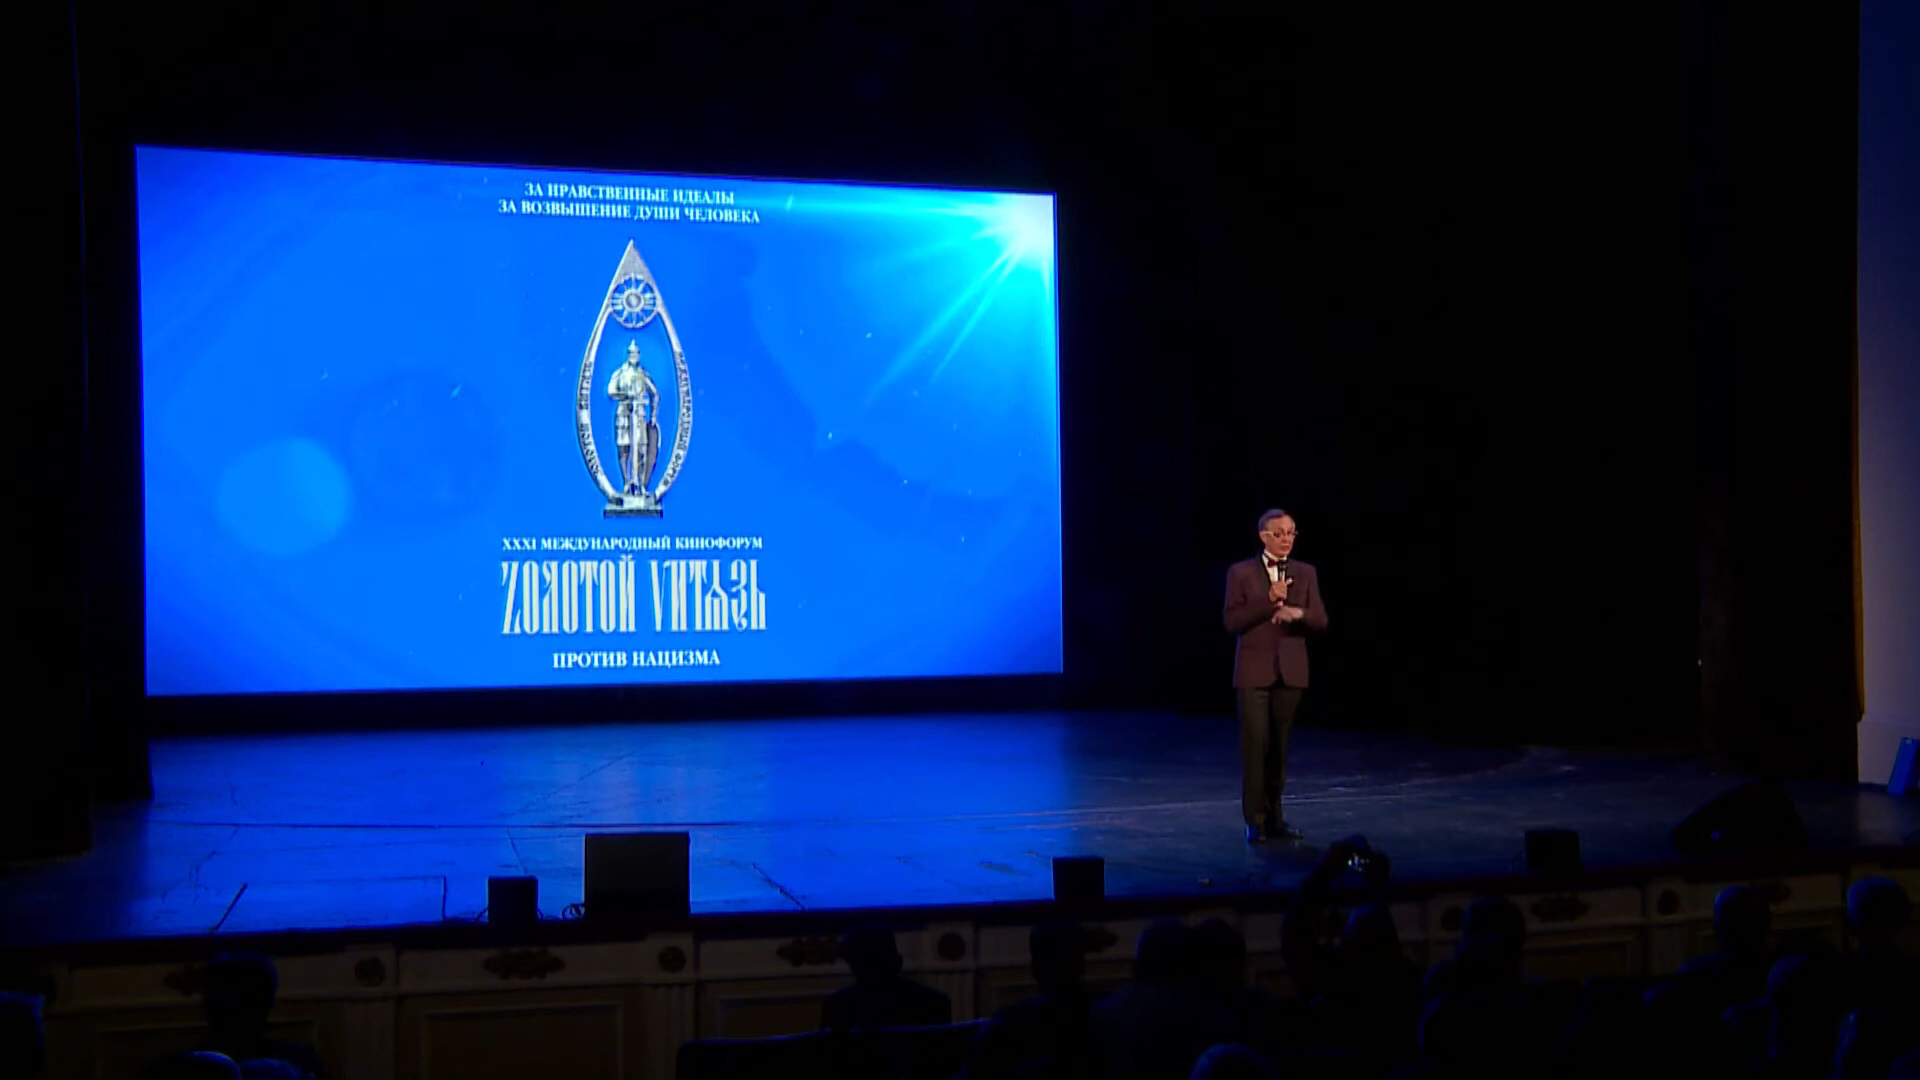 ЗА НРАВСТВЕННЫЕ ИДЕАЛЫ
ЗА ВОЗВЫШЕНИЕ ДУШИ ЧЕЛОВЕКА
XXXI МЕЖДУНАРОДНЫЙ КИНОФОРУМ
ZОЛОТОЙ VИТѦЗЬ
ПРОТИВ НАЦИЗМА